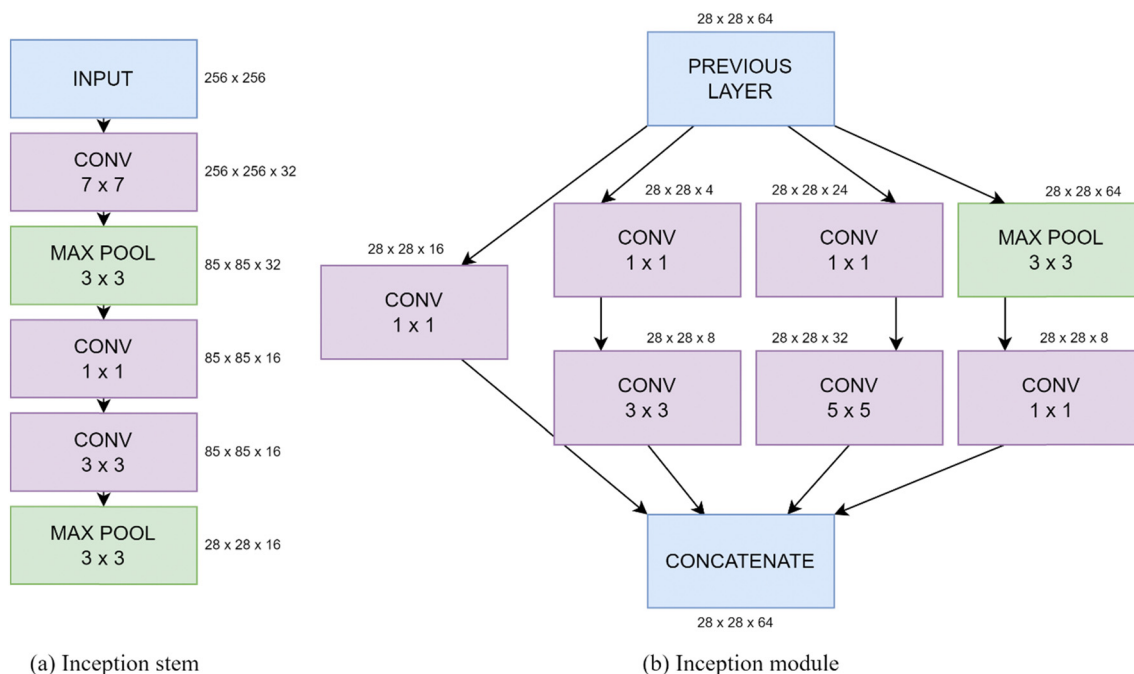 INPUT
256 x 256
CONV
7 x 7
256 x 256 x 32
MAX POOL
3 x 3
85 x 85 x 32
CONV
1 x 1
85 x 85 x 16
CONV
3 x 3
85 x 85 x 16
MAX POOL
3 x 3
28 x 28 x 16
(a) Inception stem
28 x 28 x 64
PREVIOUS
LAYER
28 x 28 x 16
CONV
1 x 1
28 x 28 x 4
CONV
1 x 1
28 x 28 x 24
CONV
1 x 1
28 x 28 x 64
MAX POOL
3 x 3
28 x 28 x 8
CONV
3 x 3
28 x 28 x 32
CONV
5 x 5
28 x 28 x 8
CONV
1 x 1
CONCATENATE
28 x 28 x 64
(b) Inception module